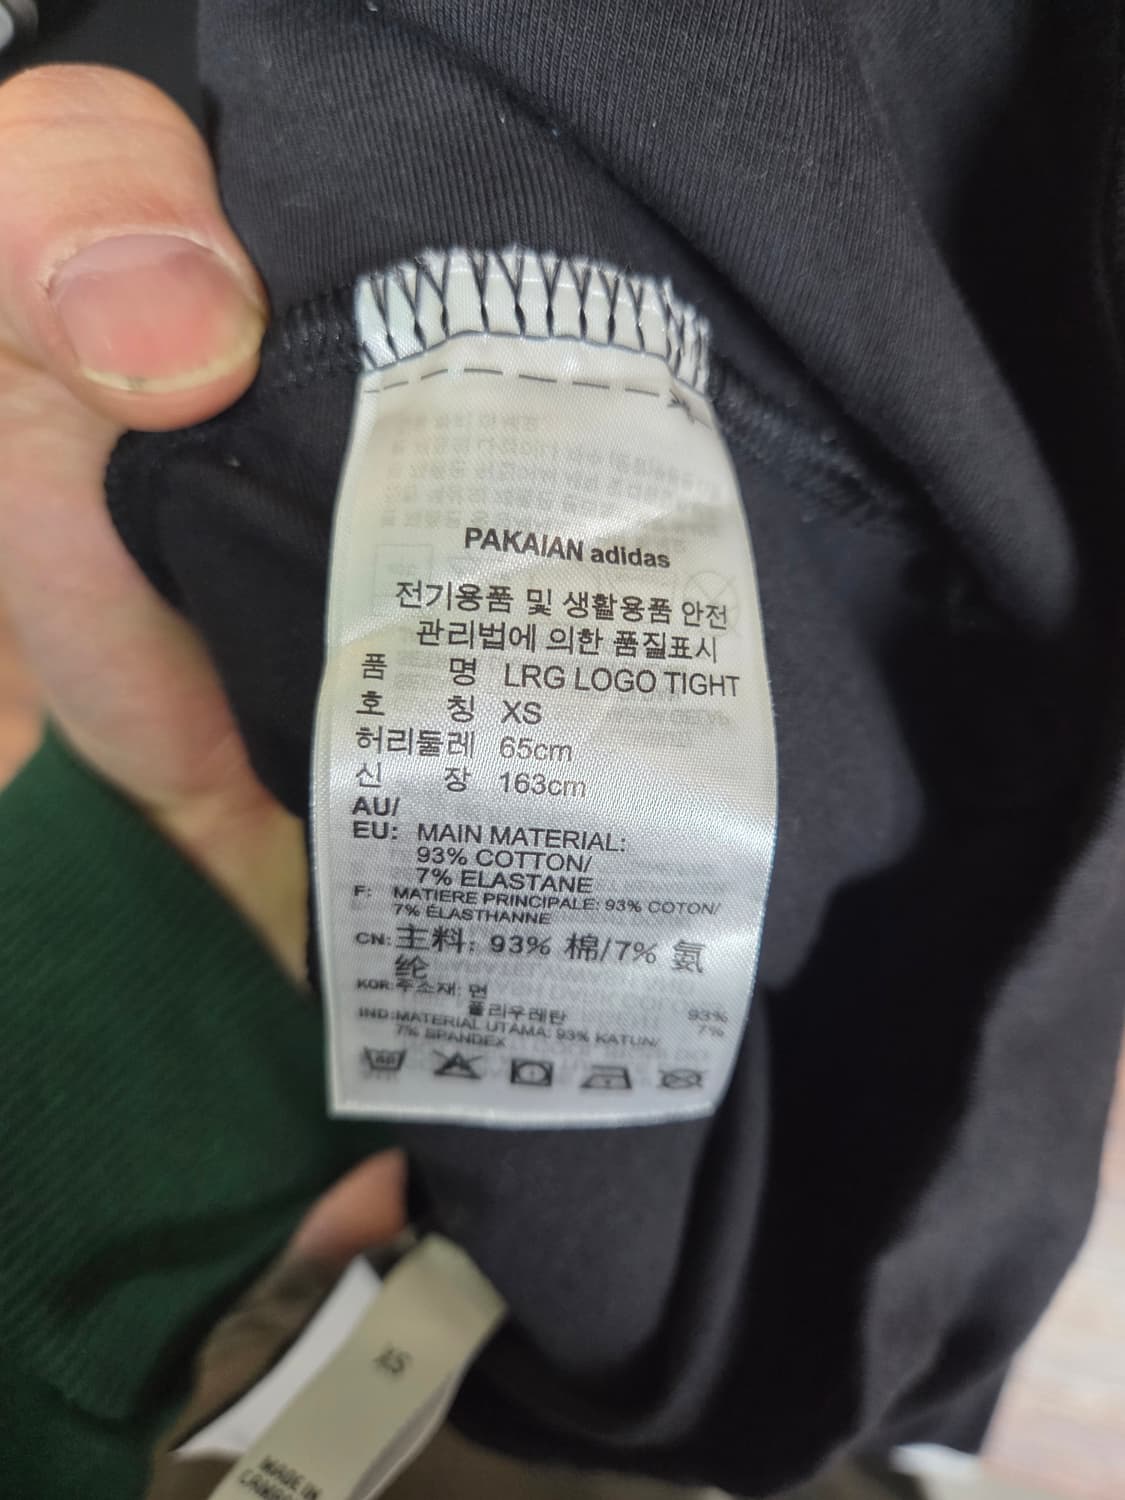 PAKAIAN adidas
전기용품 및 생활용품 안전
관리법에 의한 품질표시
품 명 LRG LOGO TIGHT
호 칭 XS
허리둘레 65cm
신 장 163cm
AU/
EU: MAIN MATERIAL:
93% COTTON/
7% ELASTANE
F: MATIERE PRINCIPALE: 93% COTON/
7% ÉLASTHANNE
CN: 主料: 93% 棉/7% 氨
纶
KOR: 주소재: 면 93%
폴리우레탄 7%
IND: MATERIAL UTAMA: 93% KATUN/
7% SPANDEX
XS
MADE IN